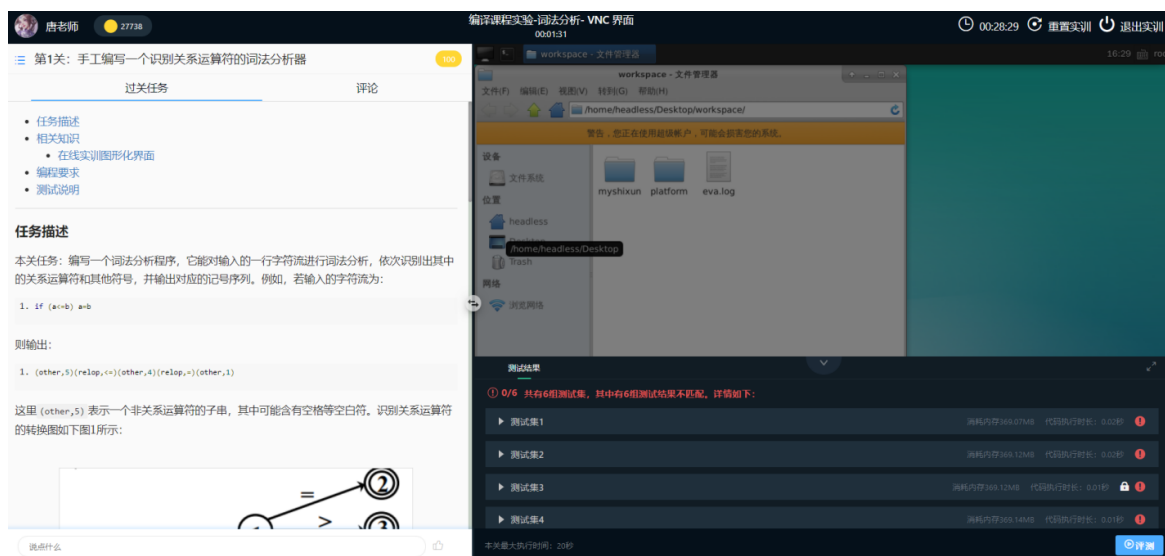 唐老师
27738
编译课程实验-词法分析- VNC 界面
00:01:31
00:28:29
重置实训
退出实训
第1关：手工编写一个识别关系运算符的词法分析器
100
过关任务
评论
任务描述
相关知识
在线实训图形化界面
编程要求
测试说明
任务描述
本关任务：编写一个词法分析程序，它能对输入的一行字符流进行词法分析，依次识别出其中
的关系运算符和其他符号，并输出对应的记号序列。例如，若输入的字符流为：
1. if (a<=b) a=b
则输出：
1. (other,5)(relop,<=)(other,4)(relop,=)(other,1)
这里 (other,5) 表示一个非关系运算符的子串，其中可能含有空格等空白符。识别关系运算符
的转换图如下图1所示：
=
2
>
3
说点什么
workspace - 文件管理器
16:29
workspace - 文件管理器
文件(F) 编辑(E) 视图(V) 转到(G) 帮助(H)
/home/headless/Desktop/workspace/
警告，您正在使用超级帐户，可能会损害您的系统。
设备
文件系统
位置
headless
/home/headless/Desktop
Trash
网络
浏览网络
myshixun
platform
eva.log
测试结果
0/6 共有6组测试集，其中有6组测试结果不匹配。详情如下：
测试集1
消耗内存369.07MB 代码执行时长：0.02秒
测试集2
消耗内存369.12MB 代码执行时长：0.02秒
测试集3
消耗内存369.12MB 代码执行时长：0.01秒
测试集4
消耗内存369.14MB 代码执行时长：0.01秒
本关最大执行时间：20秒
评测